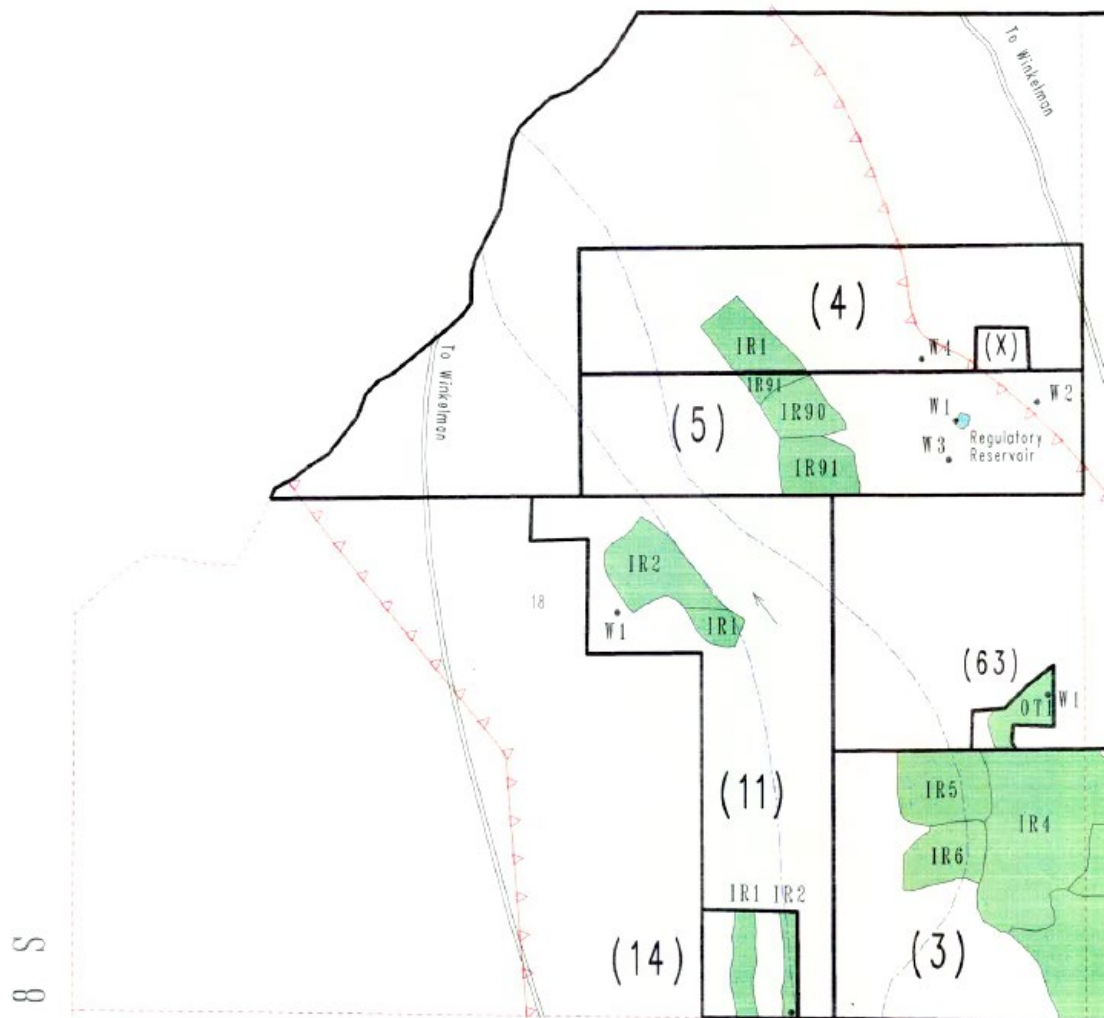 To Winkelman
(4)
IR1
W4
(X)
To Winkelman
IR91
W2
IR90
(5)
W1
Regulatory
Reservoir
W3
IR91
IR2
18
W1
IR1
(63)
OT1
W1
IR5
(11)
IR4
IR6
IR1
IR2
(14)
(3)
8 S